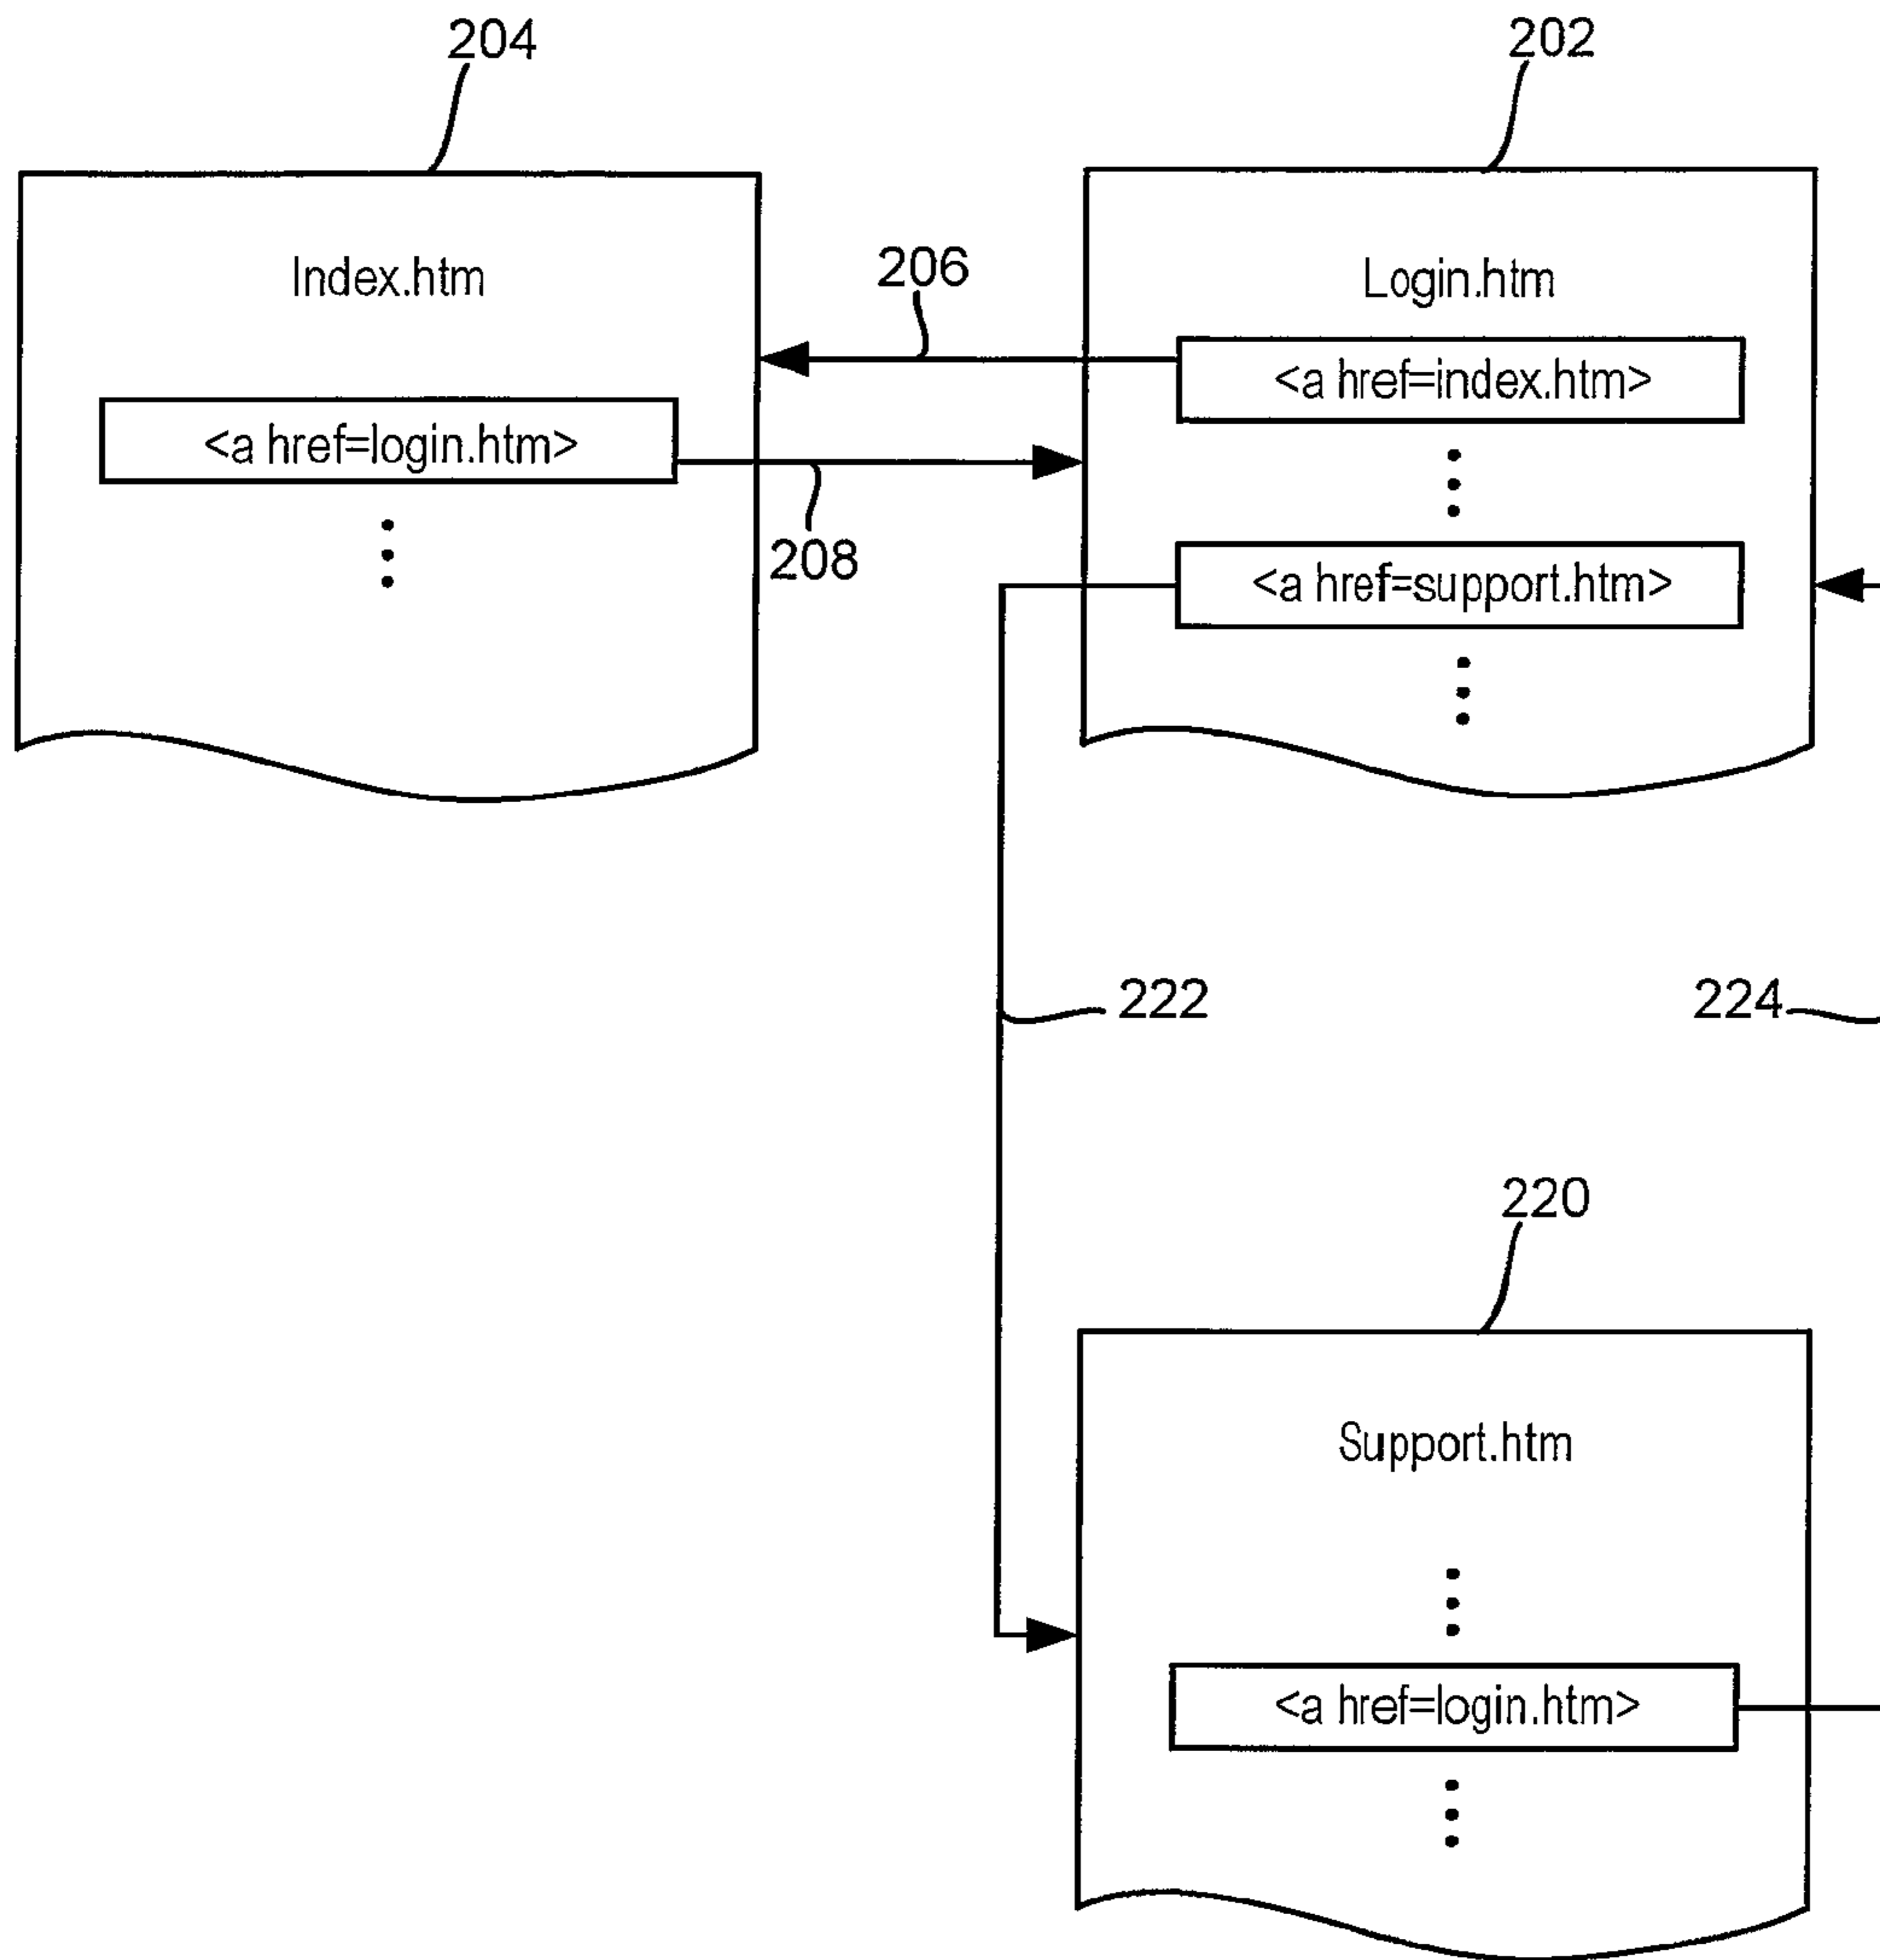 204
202
Index.htm
206
Login.htm
<a href=index.htm>
<a href=login.htm>
208
<a href=support.htm>
222
224
220
Support.htm
<a href=login.htm>